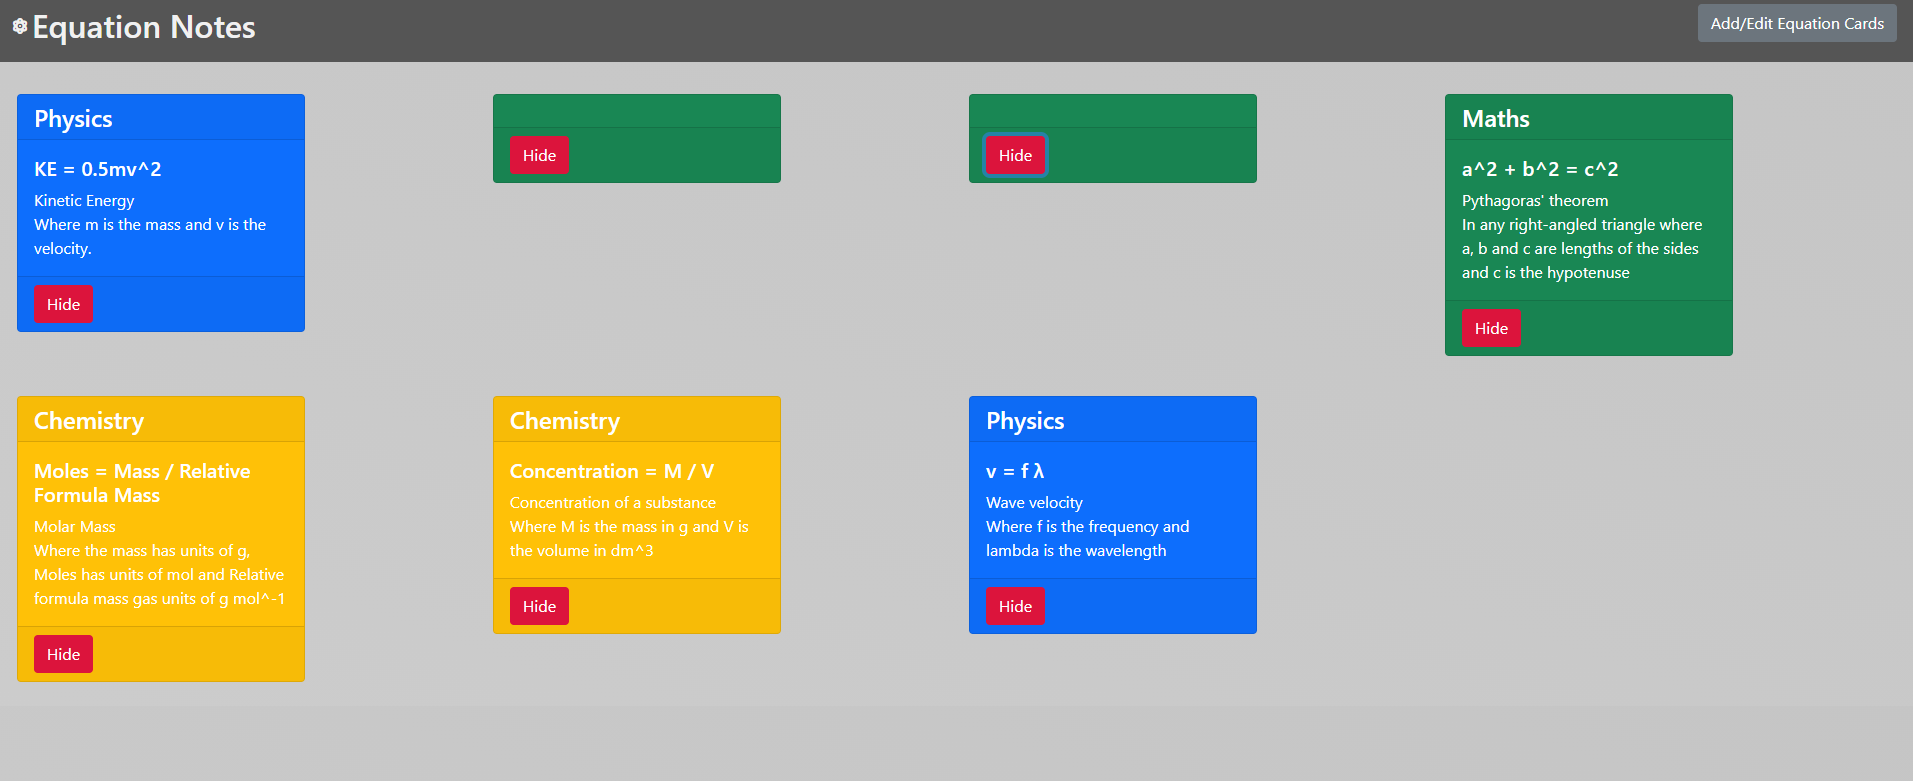 Equation Notes
Add/Edit Equation Cards
Physics
KE = 0.5mv^2
Kinetic Energy
Where m is the mass and v is the
velocity.
Hide
Hide
Hide
Maths
a^2 + b^2 = c^2
Pythagoras' theorem
In any right-angled triangle where
a, b and c are lengths of the sides
and c is the hypotenuse
Hide
Chemistry
Moles = Mass / Relative
Formula Mass
Molar Mass
Where the mass has units of g,
Moles has units of mol and Relative
formula mass gas units of g mol^-1
Hide
Chemistry
Concentration = M / V
Concentration of a substance
Where M is the mass in g and V is
the volume in dm^3
Hide
Physics
v = f λ
Wave velocity
Where f is the frequency and
lambda is the wavelength
Hide